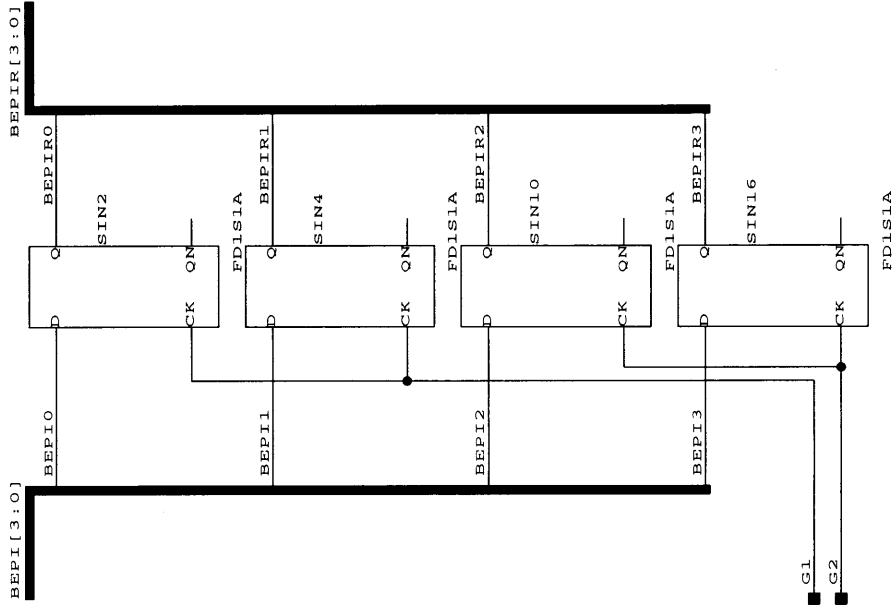 BEPIR[3:0]
BEPIR0
BEPIR1
BEPIR2
BEPIR3
SIN2
SIN4
SIN10
SIN16
Q
QN
FD1S1A
Q
QN
FD1S1A
Q
QN
FD1S1A
Q
QN
FD1S1A
D
CK
D
CK
D
CK
D
CK
BEPI0
BEPI1
BEPI2
BEPI3
BEPI[3:0]
G1
G2